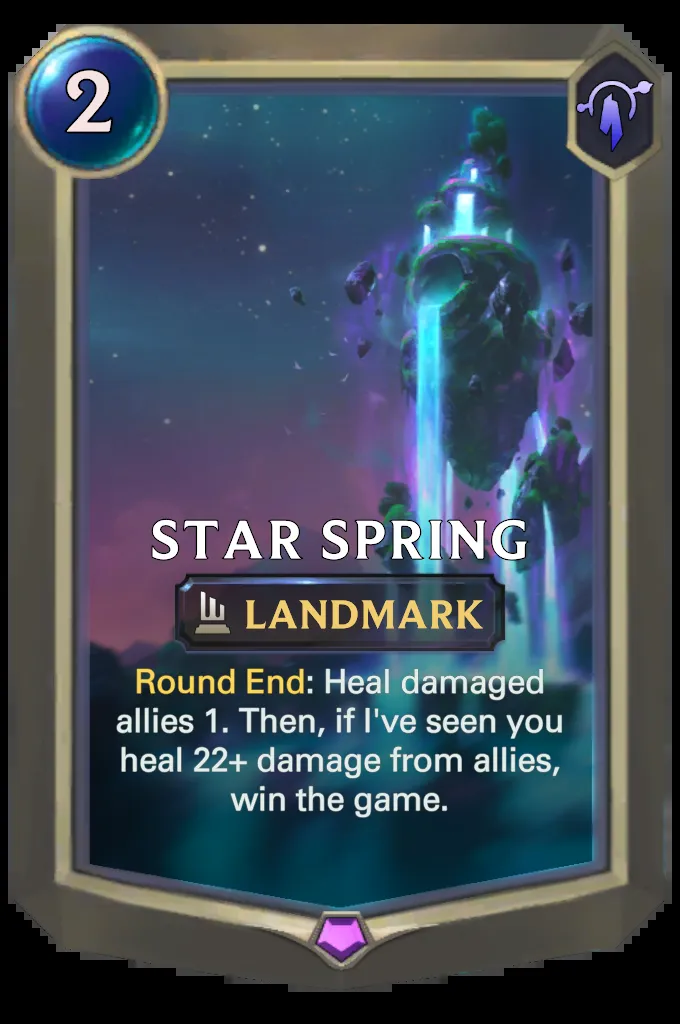 2
STAR SPRING
LANDMARK
Round End: Heal damaged
allies 1. Then, if I've seen you
heal 22+ damage from allies,
win the game.